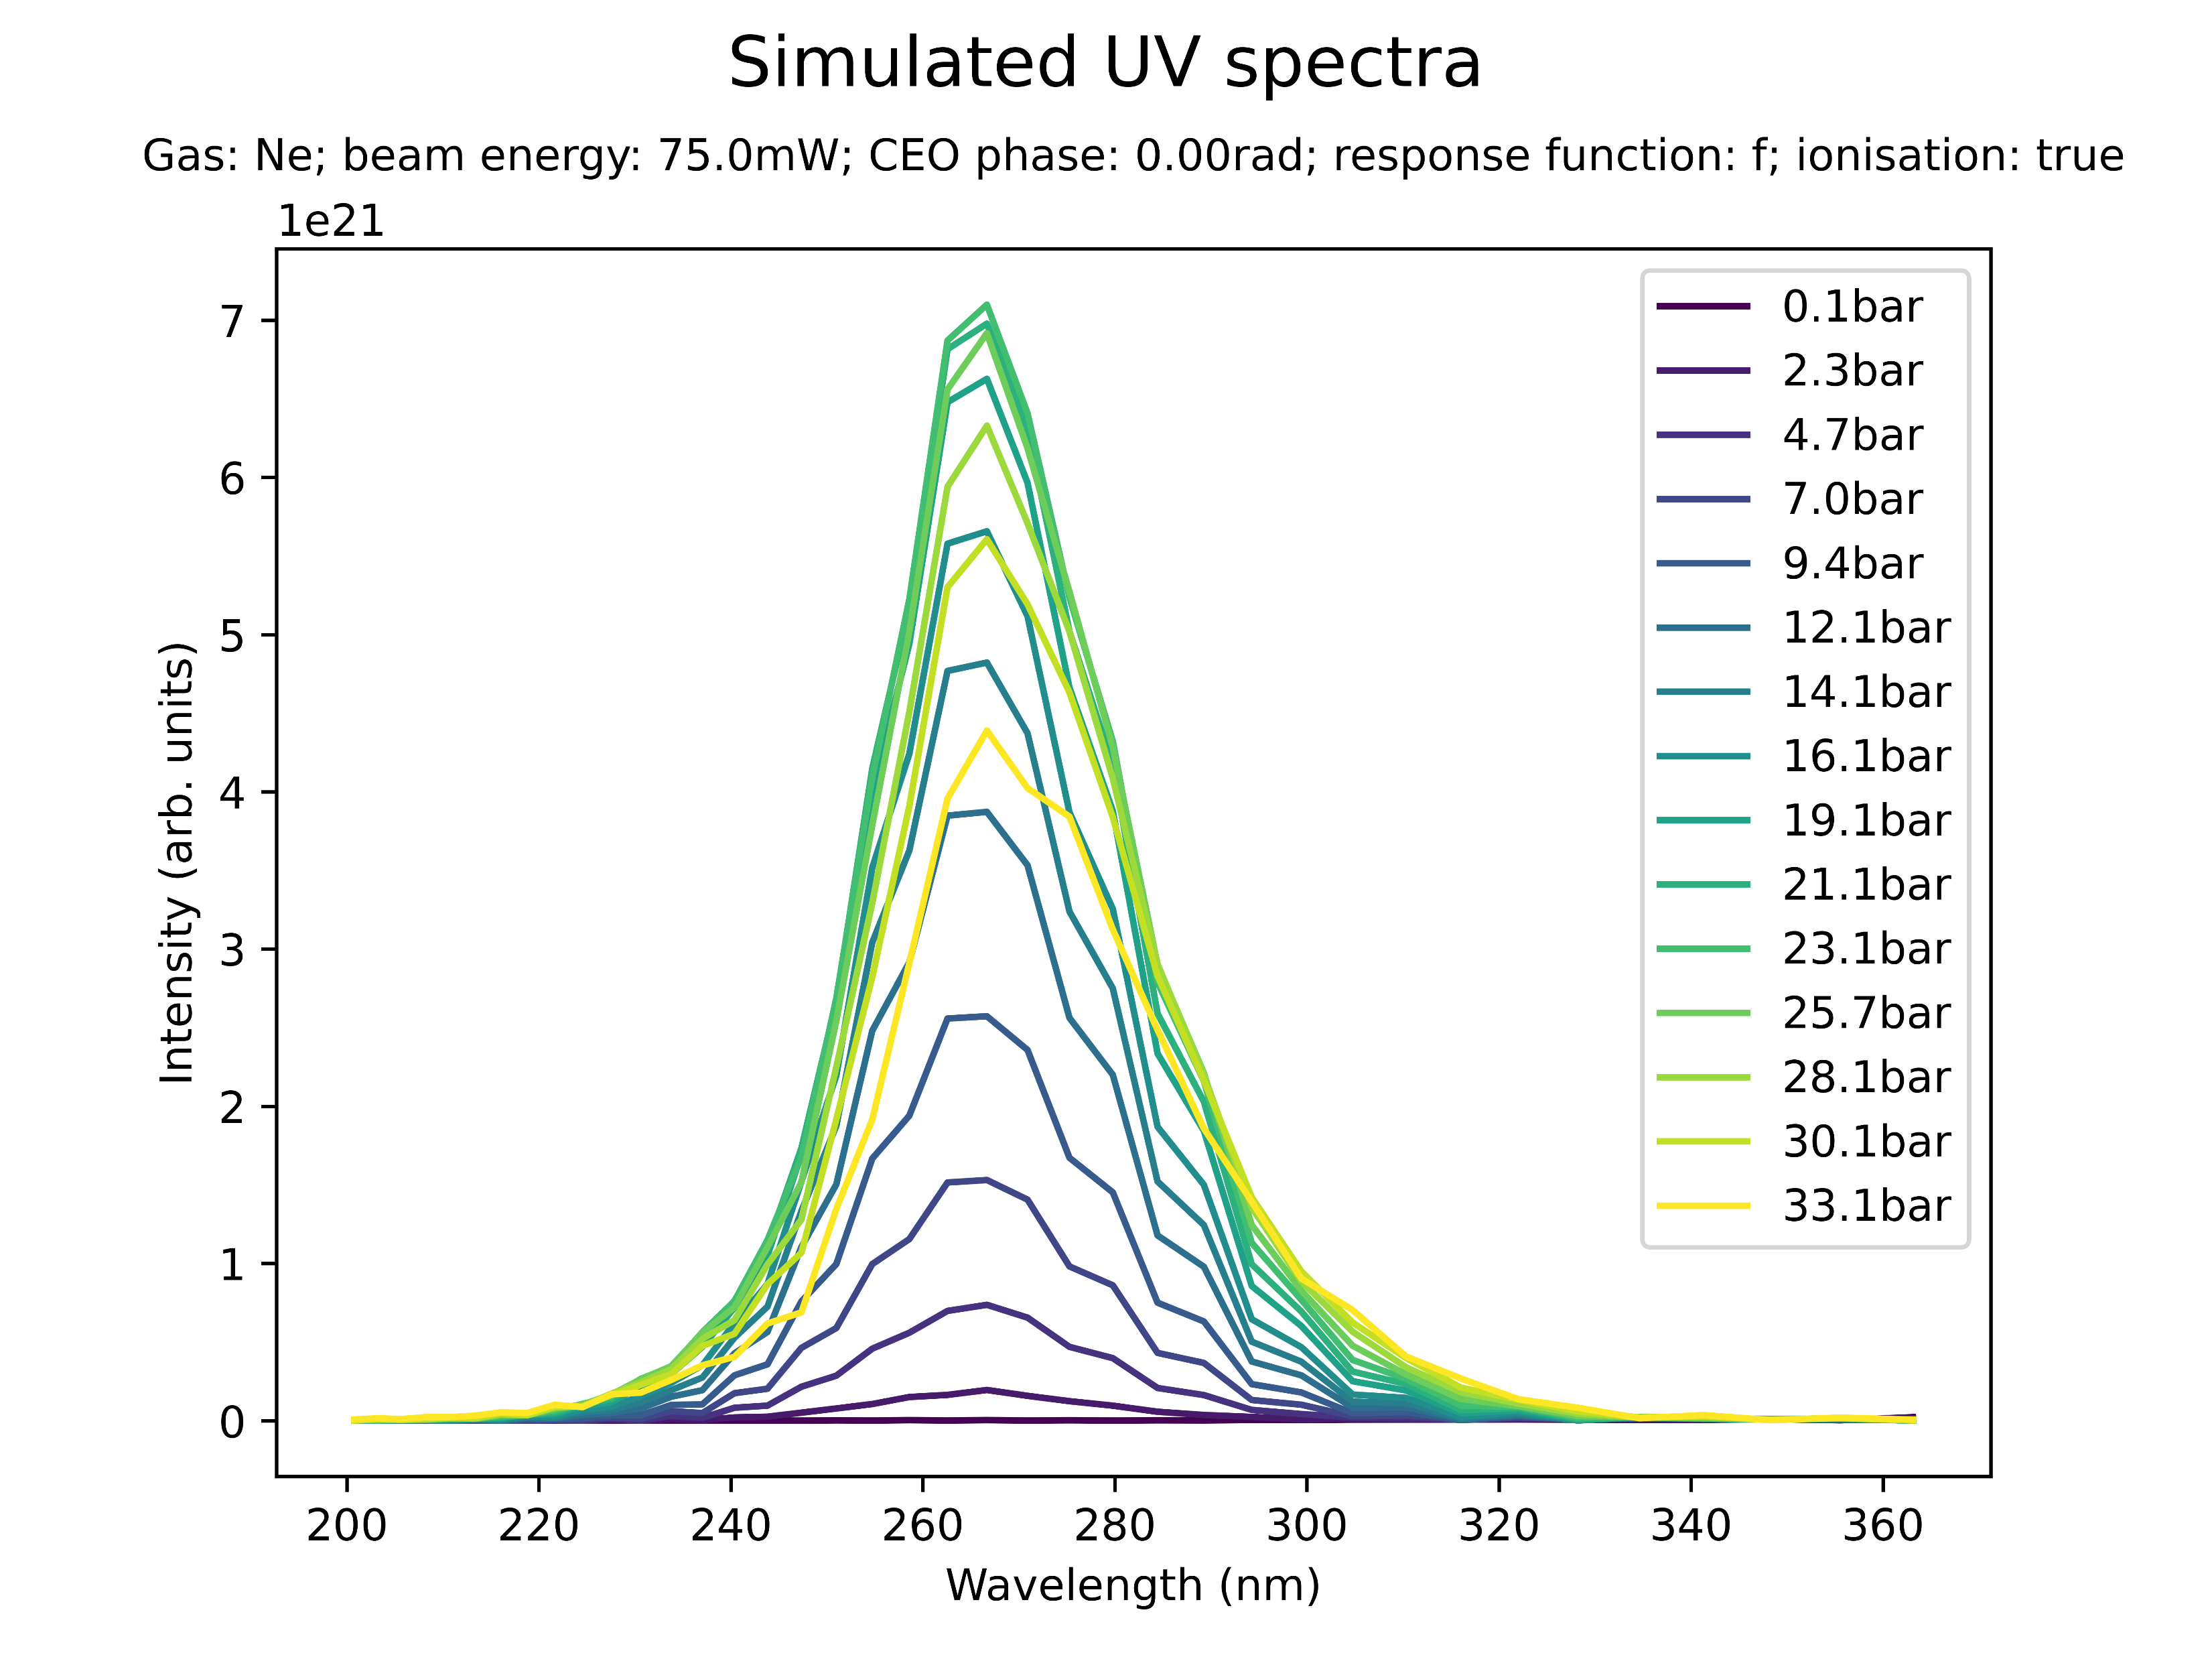 Simulated UV spectra
Gas: Ne; beam energy: 75.0mW; CEO phase: 0.00rad; response function: f; ionisation: true
1e21
7
6
5
4
3
2
1
0
Intensity (arb. units)
0.1bar
2.3bar
4.7bar
7.0bar
9.4bar
12.1bar
14.1bar
16.1bar
19.1bar
21.1bar
23.1bar
25.7bar
28.1bar
30.1bar
33.1bar
200 220 240 260 280 300 320 340 360
Wavelength (nm)